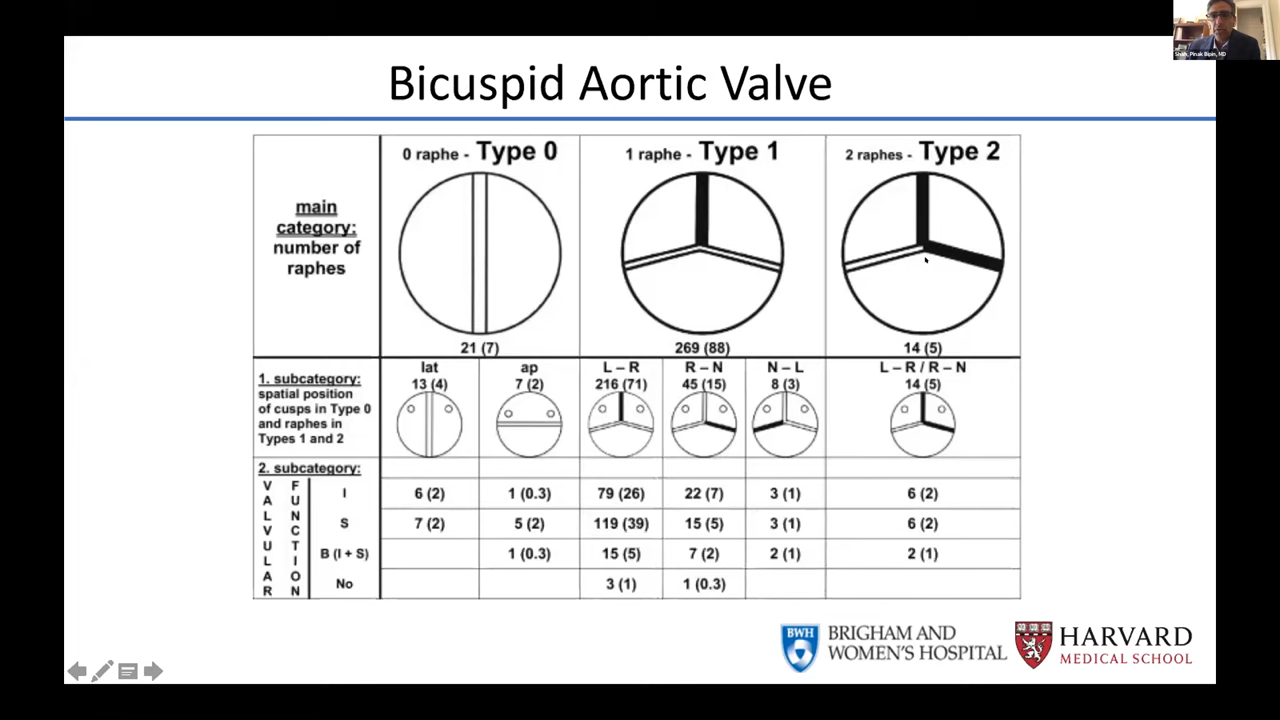 Shah, Pinak Bipin, MD
Bicuspid Aortic Valve
main
category:
number of
raphes
0 raphe - Type 0
1 raphe - Type 1
2 raphes - Type 2
21 (7)
269 (88)
14 (5)
1. subcategory:
spatial position
of cusps in Type 0
and raphes in
Types 1 and 2
lat
13 (4)
ap
7 (2)
L – R
216 (71)
R – N
45 (15)
N – L
8 (3)
L – R / R – N
14 (5)
2. subcategory:
VALVULAR
FUNCTION
I 6 (2) 1 (0.3) 79 (26) 22 (7) 3 (1) 6 (2)
S 7 (2) 5 (2) 119 (39) 15 (5) 3 (1) 6 (2)
B (I + S) 1 (0.3) 15 (5) 7 (2) 2 (1) 2 (1)
No 3 (1) 1 (0.3)
BWH
BRIGHAM AND
WOMEN'S HOSPITAL
HARVARD
MEDICAL SCHOOL